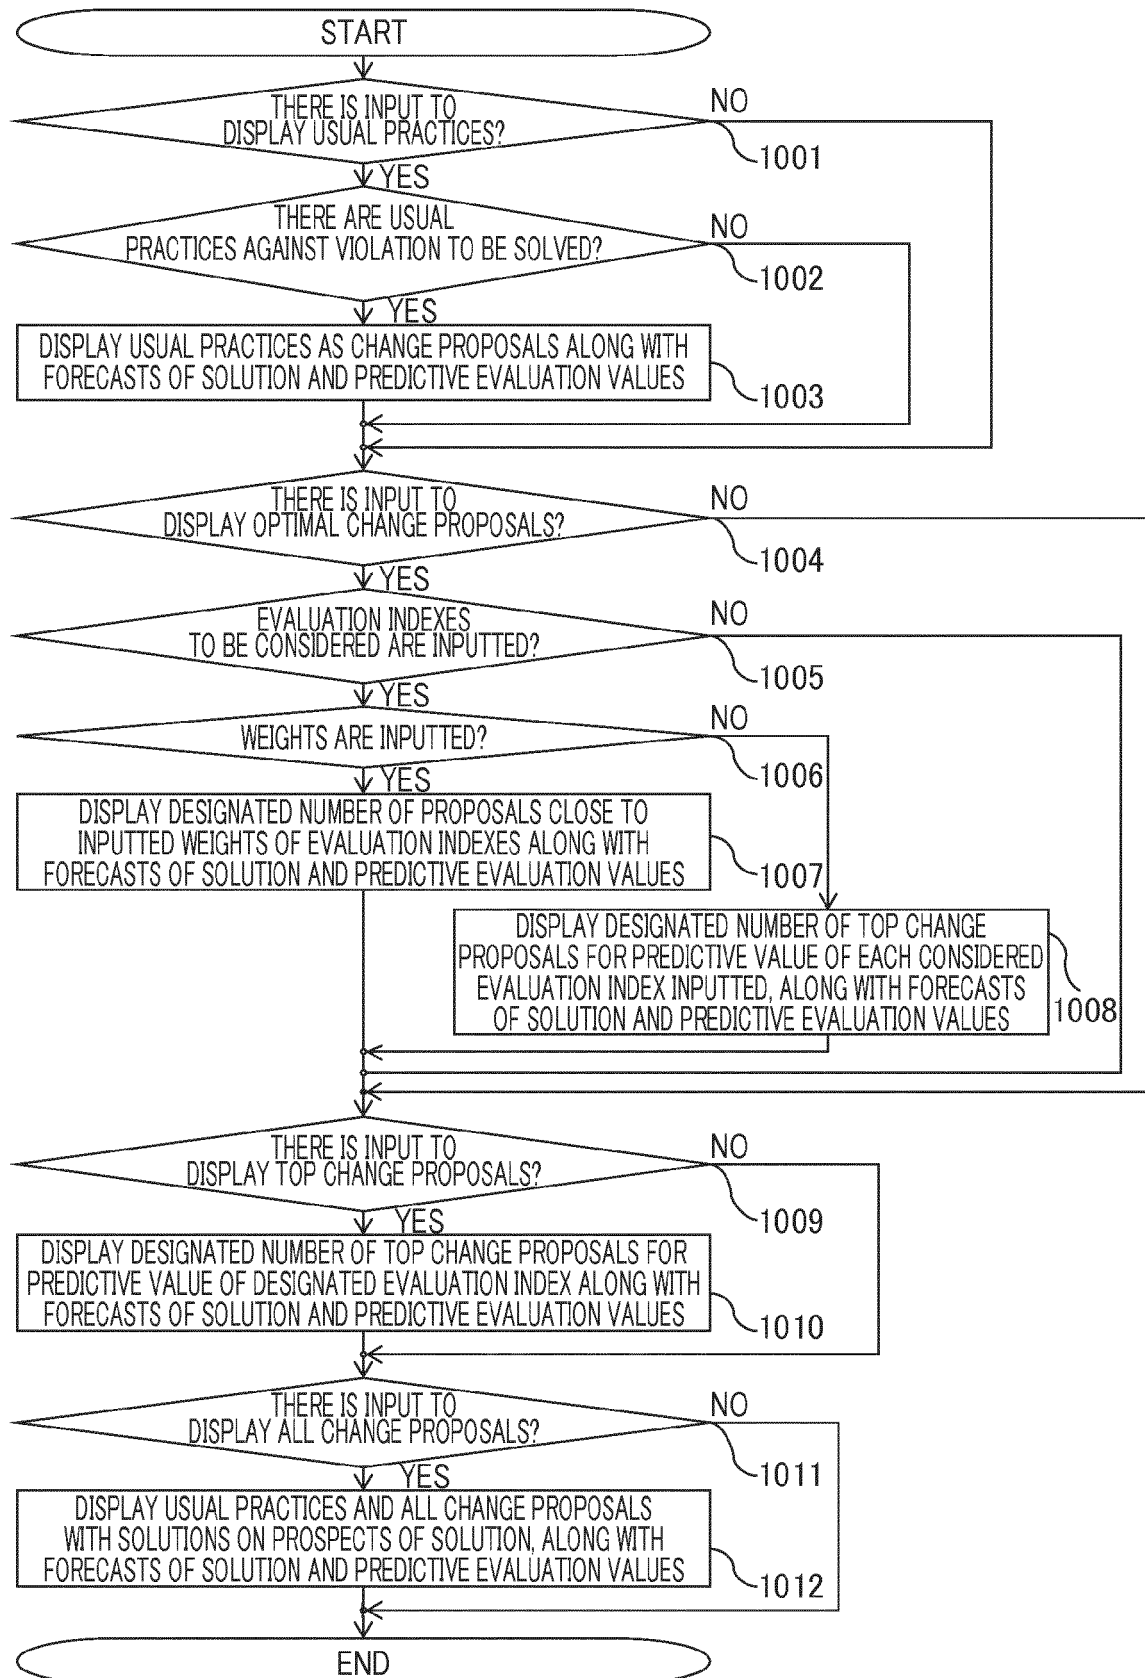 START
THERE IS INPUT TO
DISPLAY USUAL PRACTICES?
NO
1001
YES
THERE ARE USUAL
PRACTICES AGAINST VIOLATION TO BE SOLVED?
NO
1002
YES
DISPLAY USUAL PRACTICES AS CHANGE PROPOSALS ALONG WITH
FORECASTS OF SOLUTION AND PREDICTIVE EVALUATION VALUES
1003
THERE IS INPUT TO
DISPLAY OPTIMAL CHANGE PROPOSALS?
NO
1004
YES
EVALUATION INDEXES
TO BE CONSIDERED ARE INPUTTED?
NO
1005
YES
WEIGHTS ARE INPUTTED?
NO
1006
YES
DISPLAY DESIGNATED NUMBER OF PROPOSALS CLOSE TO
INPUTTED WEIGHTS OF EVALUATION INDEXES ALONG WITH
FORECASTS OF SOLUTION AND PREDICTIVE EVALUATION VALUES
1007
DISPLAY DESIGNATED NUMBER OF TOP CHANGE
PROPOSALS FOR PREDICTIVE VALUE OF EACH CONSIDERED
EVALUATION INDEX INPUTTED, ALONG WITH FORECASTS
OF SOLUTION AND PREDICTIVE EVALUATION VALUES
1008
THERE IS INPUT TO
DISPLAY TOP CHANGE PROPOSALS?
NO
1009
YES
DISPLAY DESIGNATED NUMBER OF TOP CHANGE PROPOSALS FOR
PREDICTIVE VALUE OF DESIGNATED EVALUATION INDEX ALONG WITH
FORECASTS OF SOLUTION AND PREDICTIVE EVALUATION VALUES
1010
THERE IS INPUT TO
DISPLAY ALL CHANGE PROPOSALS?
NO
1011
YES
DISPLAY USUAL PRACTICES AND ALL CHANGE PROPOSALS
WITH SOLUTIONS ON PROSPECTS OF SOLUTION, ALONG WITH
FORECASTS OF SOLUTION AND PREDICTIVE EVALUATION VALUES
1012
END